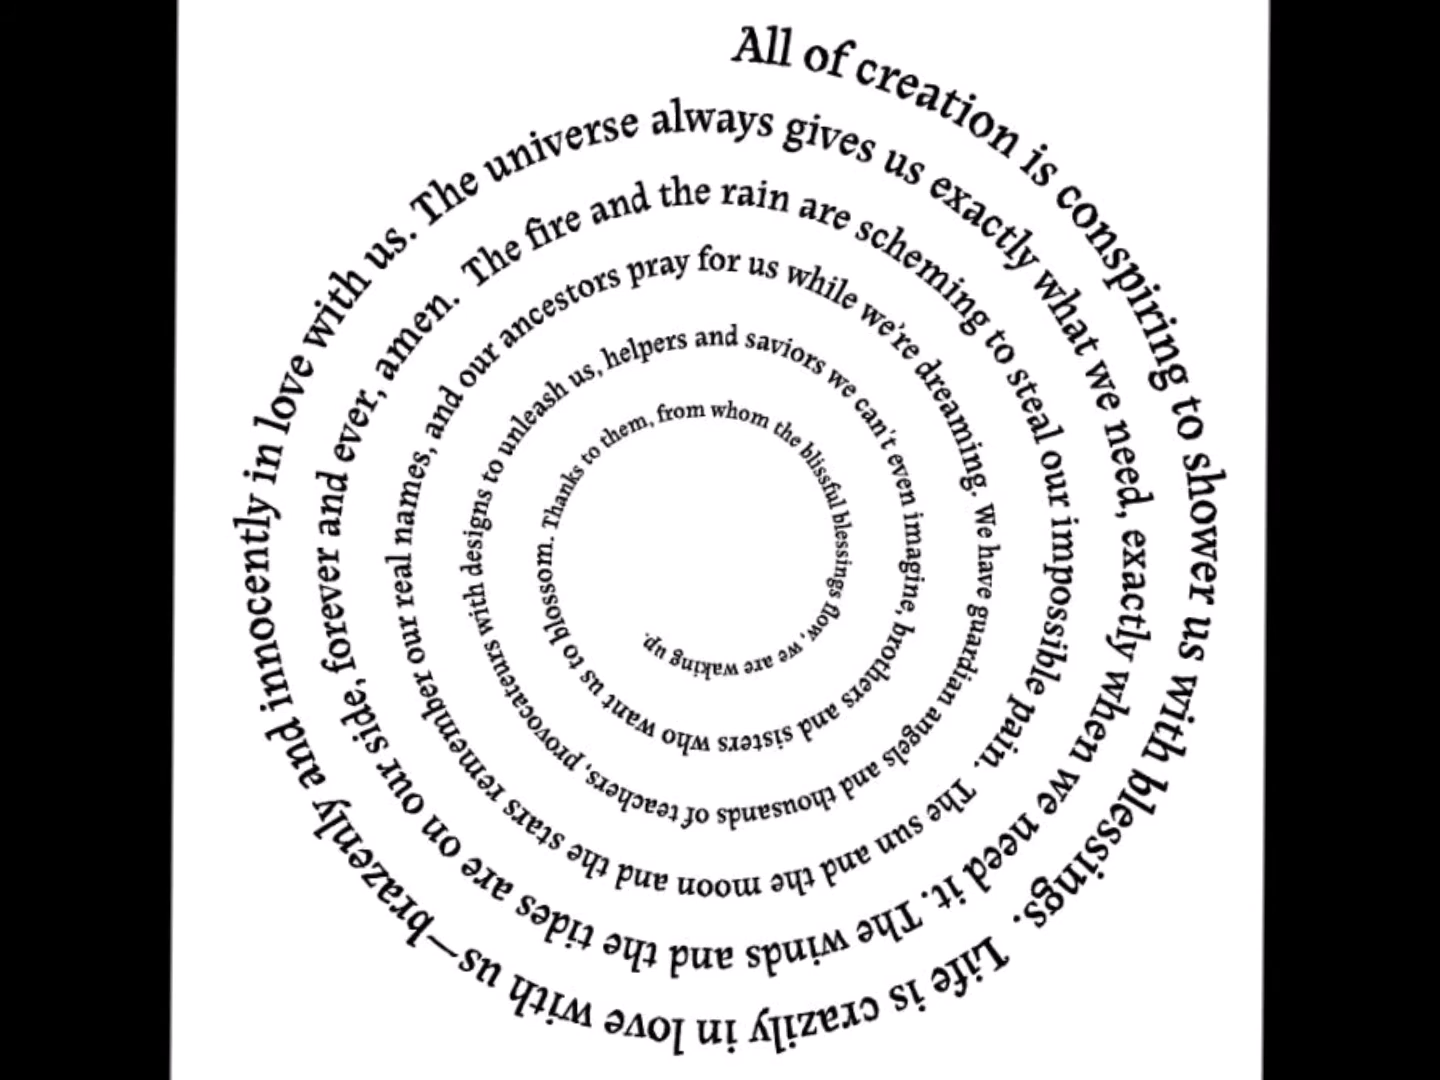 All of creation is conspiring to shower us with blessings. Life is crazily in love with us—brazenly and innocently in love with us. The universe always gives us exactly what we need, exactly when we need it. The winds and the tides are on our side, forever and ever, amen. The fire and the rain are scheming to steal our impossible pain. The sun and the moon and the stars remember our real names, and our ancestors pray for us while we're dreaming. We have guardian angels and thousands of teachers, provocateurs with designs to unleash us, helpers and saviors we can't even imagine, brothers and sisters who want us to blossom. Thanks to them, from whom the blissful blessings flow, we are waking up.